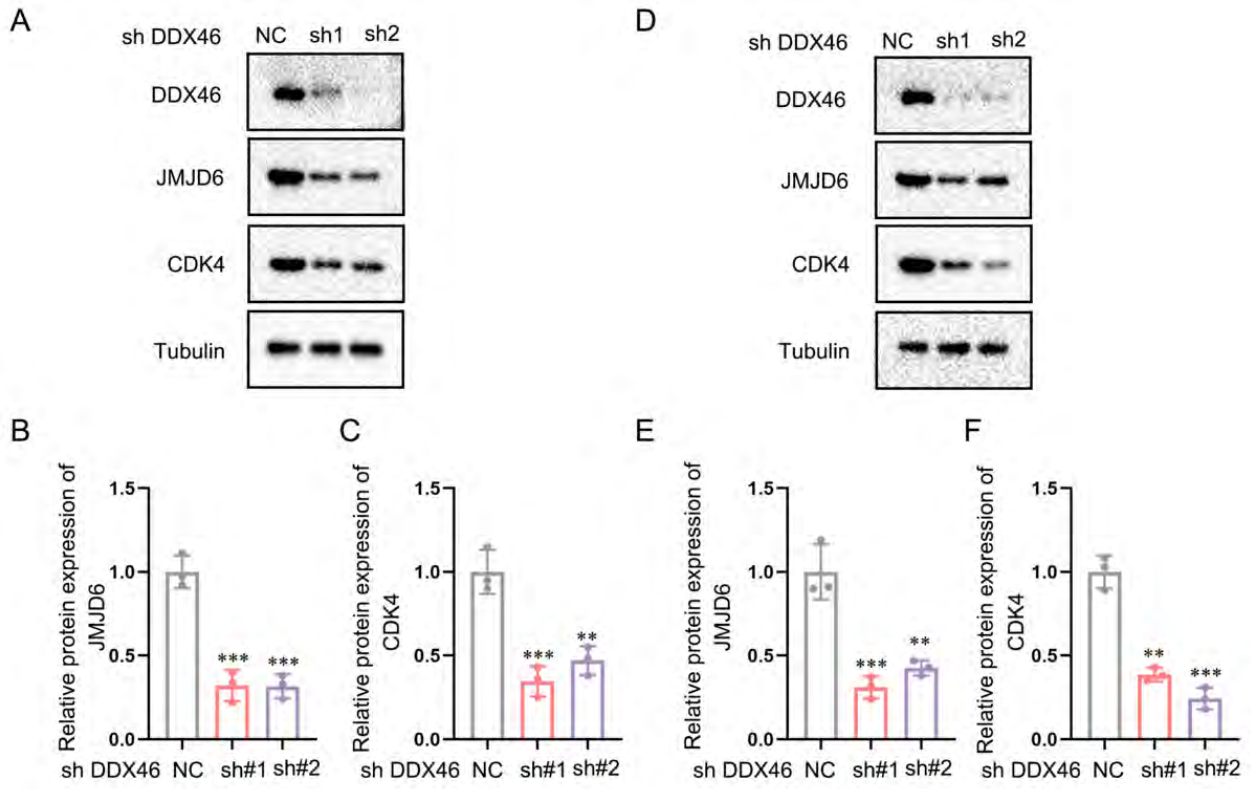 A
sh DDX46 NC sh1 sh2
DDX46
JMJD6
CDK4
Tubulin
D
sh DDX46 NC sh1 sh2
DDX46
JMJD6
CDK4
Tubulin
B
Relative protein expression of
JMJD6
1.5
1.0
0.5
0.0
*** ***
sh DDX46 NC sh#1 sh#2
C
Relative protein expression of
CDK4
1.5
1.0
0.5
0.0
*** **
NC sh#1 sh#2
E
Relative protein expression of
JMJD6
1.5
1.0
0.5
0.0
*** **
sh DDX46 NC sh#1 sh#2
F
Relative protein expression of
CDK4
1.5
1.0
0.5
0.0
** ***
sh DDX46 NC sh#1 sh#2